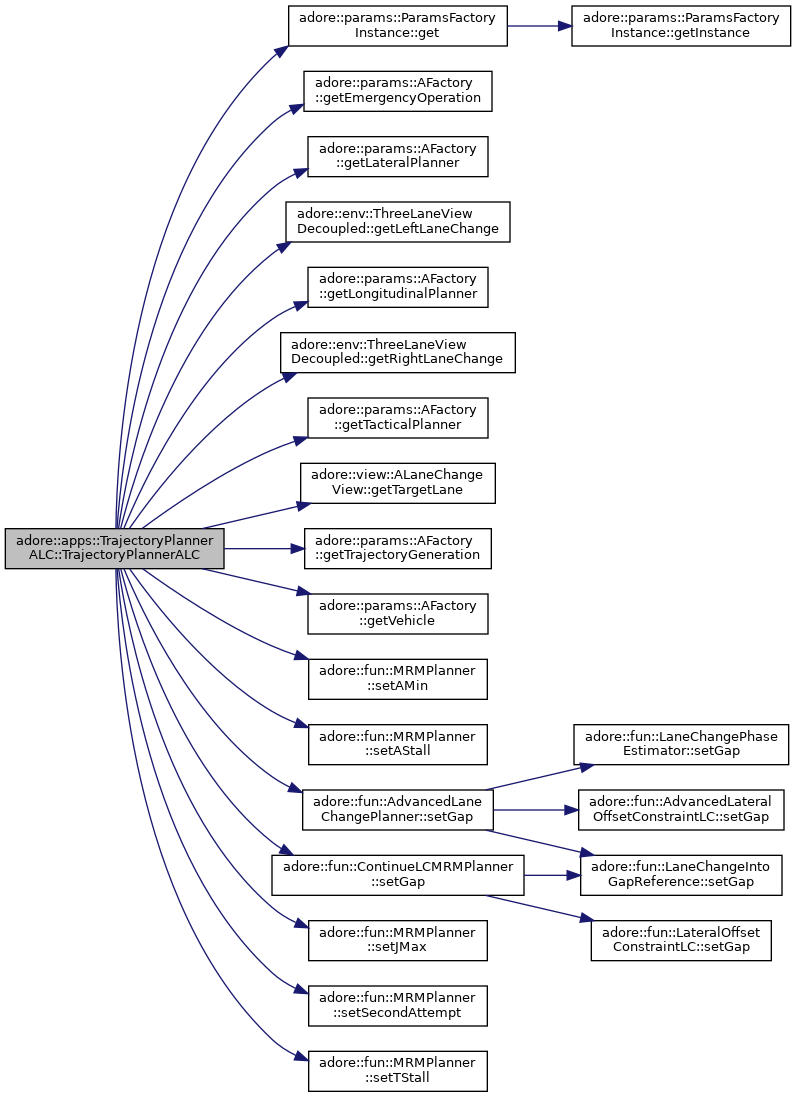 adore::params::ParamsFactory
Instance::get
adore::params::ParamsFactory
Instance::getInstance
adore::params::AFactory
::getEmergencyOperation
adore::params::AFactory
::getLateralPlanner
adore::env::ThreeLaneView
Decoupled::getLeftLaneChange
adore::params::AFactory
::getLongitudinalPlanner
adore::env::ThreeLaneView
Decoupled::getRightLaneChange
adore::params::AFactory
::getTacticalPlanner
adore::view::ALaneChange
View::getTargetLane
adore::apps::TrajectoryPlanner
ALC::TrajectoryPlannerALC
adore::params::AFactory
::getTrajectoryGeneration
adore::params::AFactory
::getVehicle
adore::fun::MRMPlanner
::setAMin
adore::fun::MRMPlanner
::setAStall
adore::fun::LaneChangePhase
Estimator::setGap
adore::fun::AdvancedLane
ChangePlanner::setGap
adore::fun::AdvancedLateral
OffsetConstraintLC::setGap
adore::fun::ContinueLCMRMPlanner
::setGap
adore::fun::LaneChangeInto
GapReference::setGap
adore::fun::MRMPlanner
::setJMax
adore::fun::LateralOffset
ConstraintLC::setGap
adore::fun::MRMPlanner
::setSecondAttempt
adore::fun::MRMPlanner
::setTStall